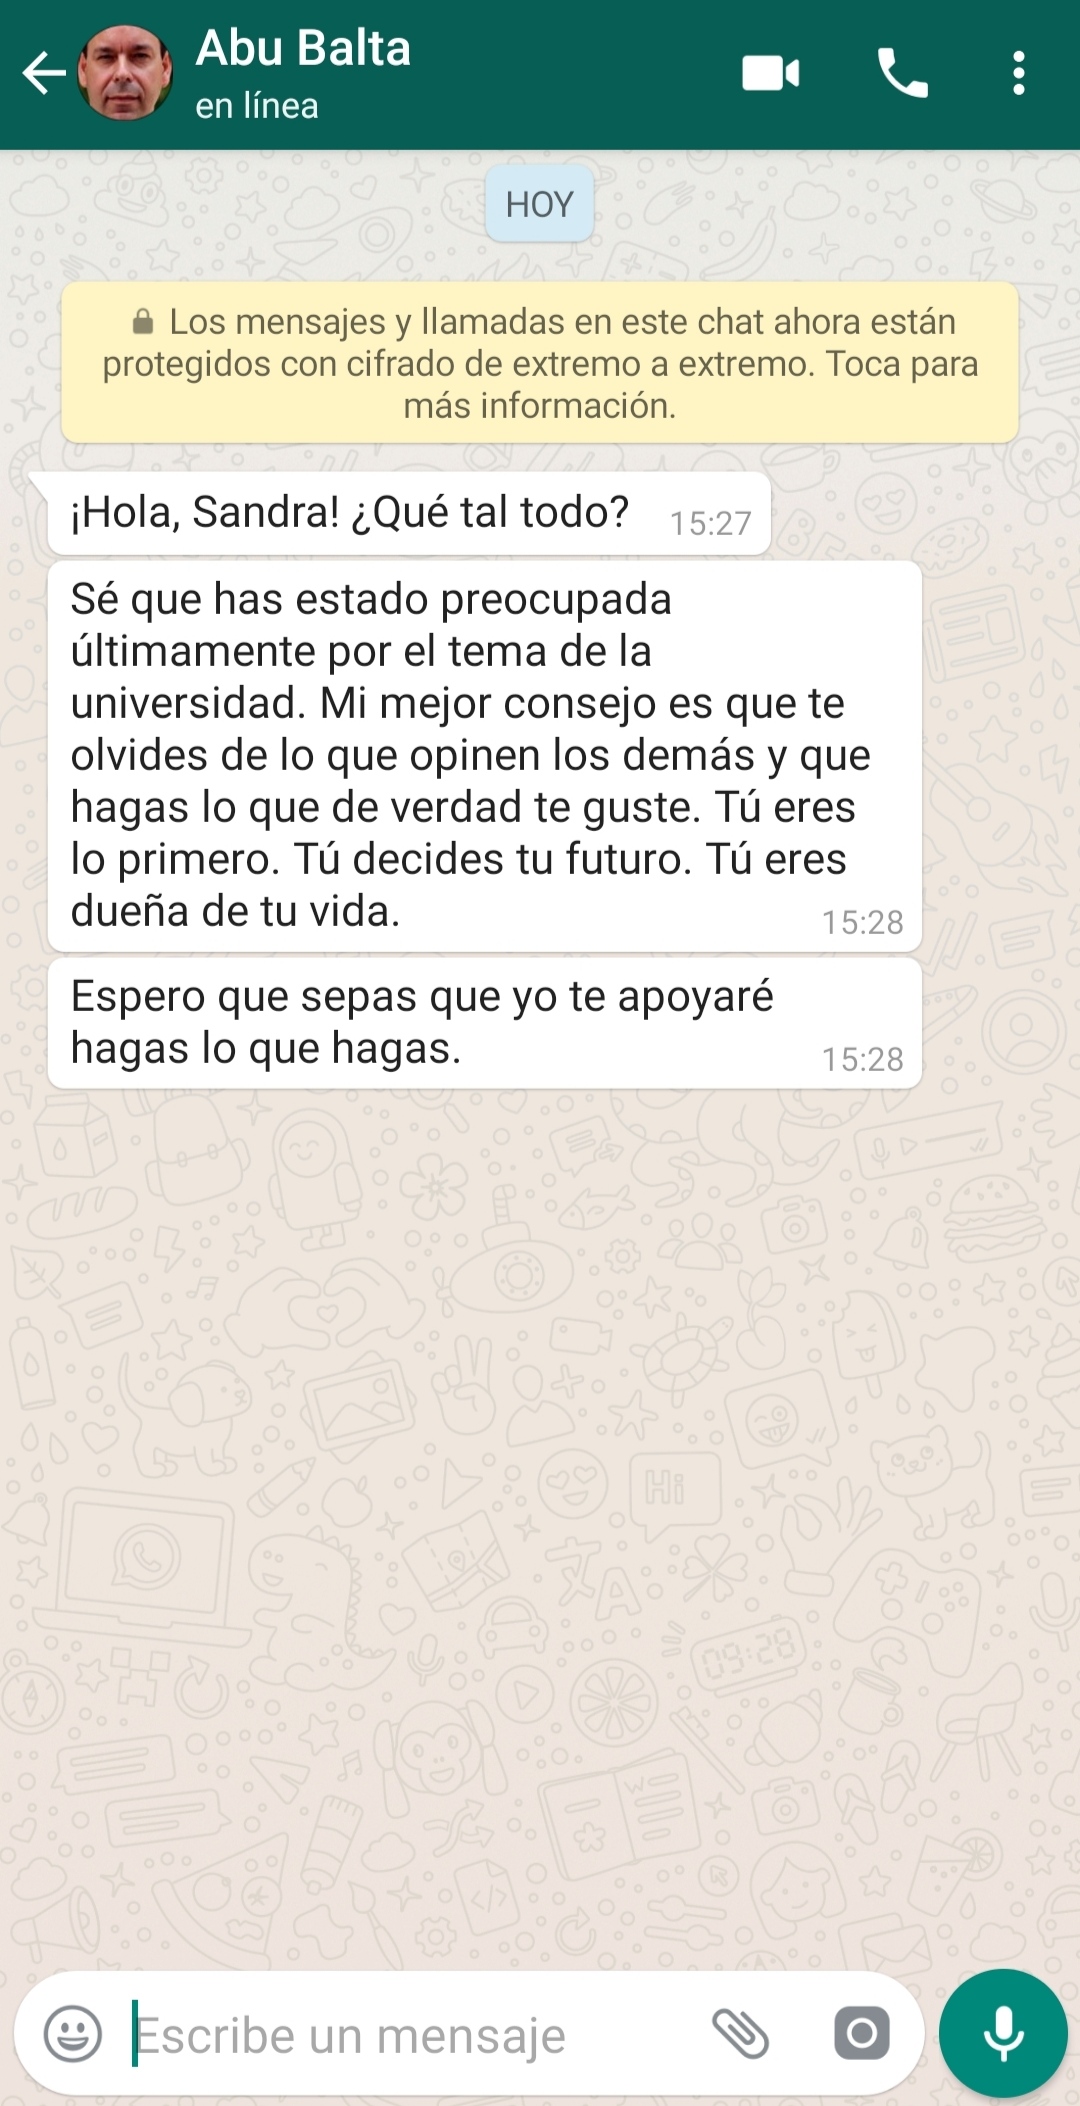 Abu Balta
en línea
HOY
Los mensajes y llamadas en este chat ahora están
protegidos con cifrado de extremo a extremo. Toca para
más información.
¡Hola, Sandra! ¿Qué tal todo? 15:27
Sé que has estado preocupada
últimamente por el tema de la
universidad. Mi mejor consejo es que te
olvides de lo que opinen los demás y que
hagas lo que de verdad te guste. Tú eres
lo primero. Tú decides tu futuro. Tú eres
dueña de tu vida. 15:28
Espero que sepas que yo te apoyaré
hagas lo que hagas. 15:28
Hi
09:28
Escribe un mensaje